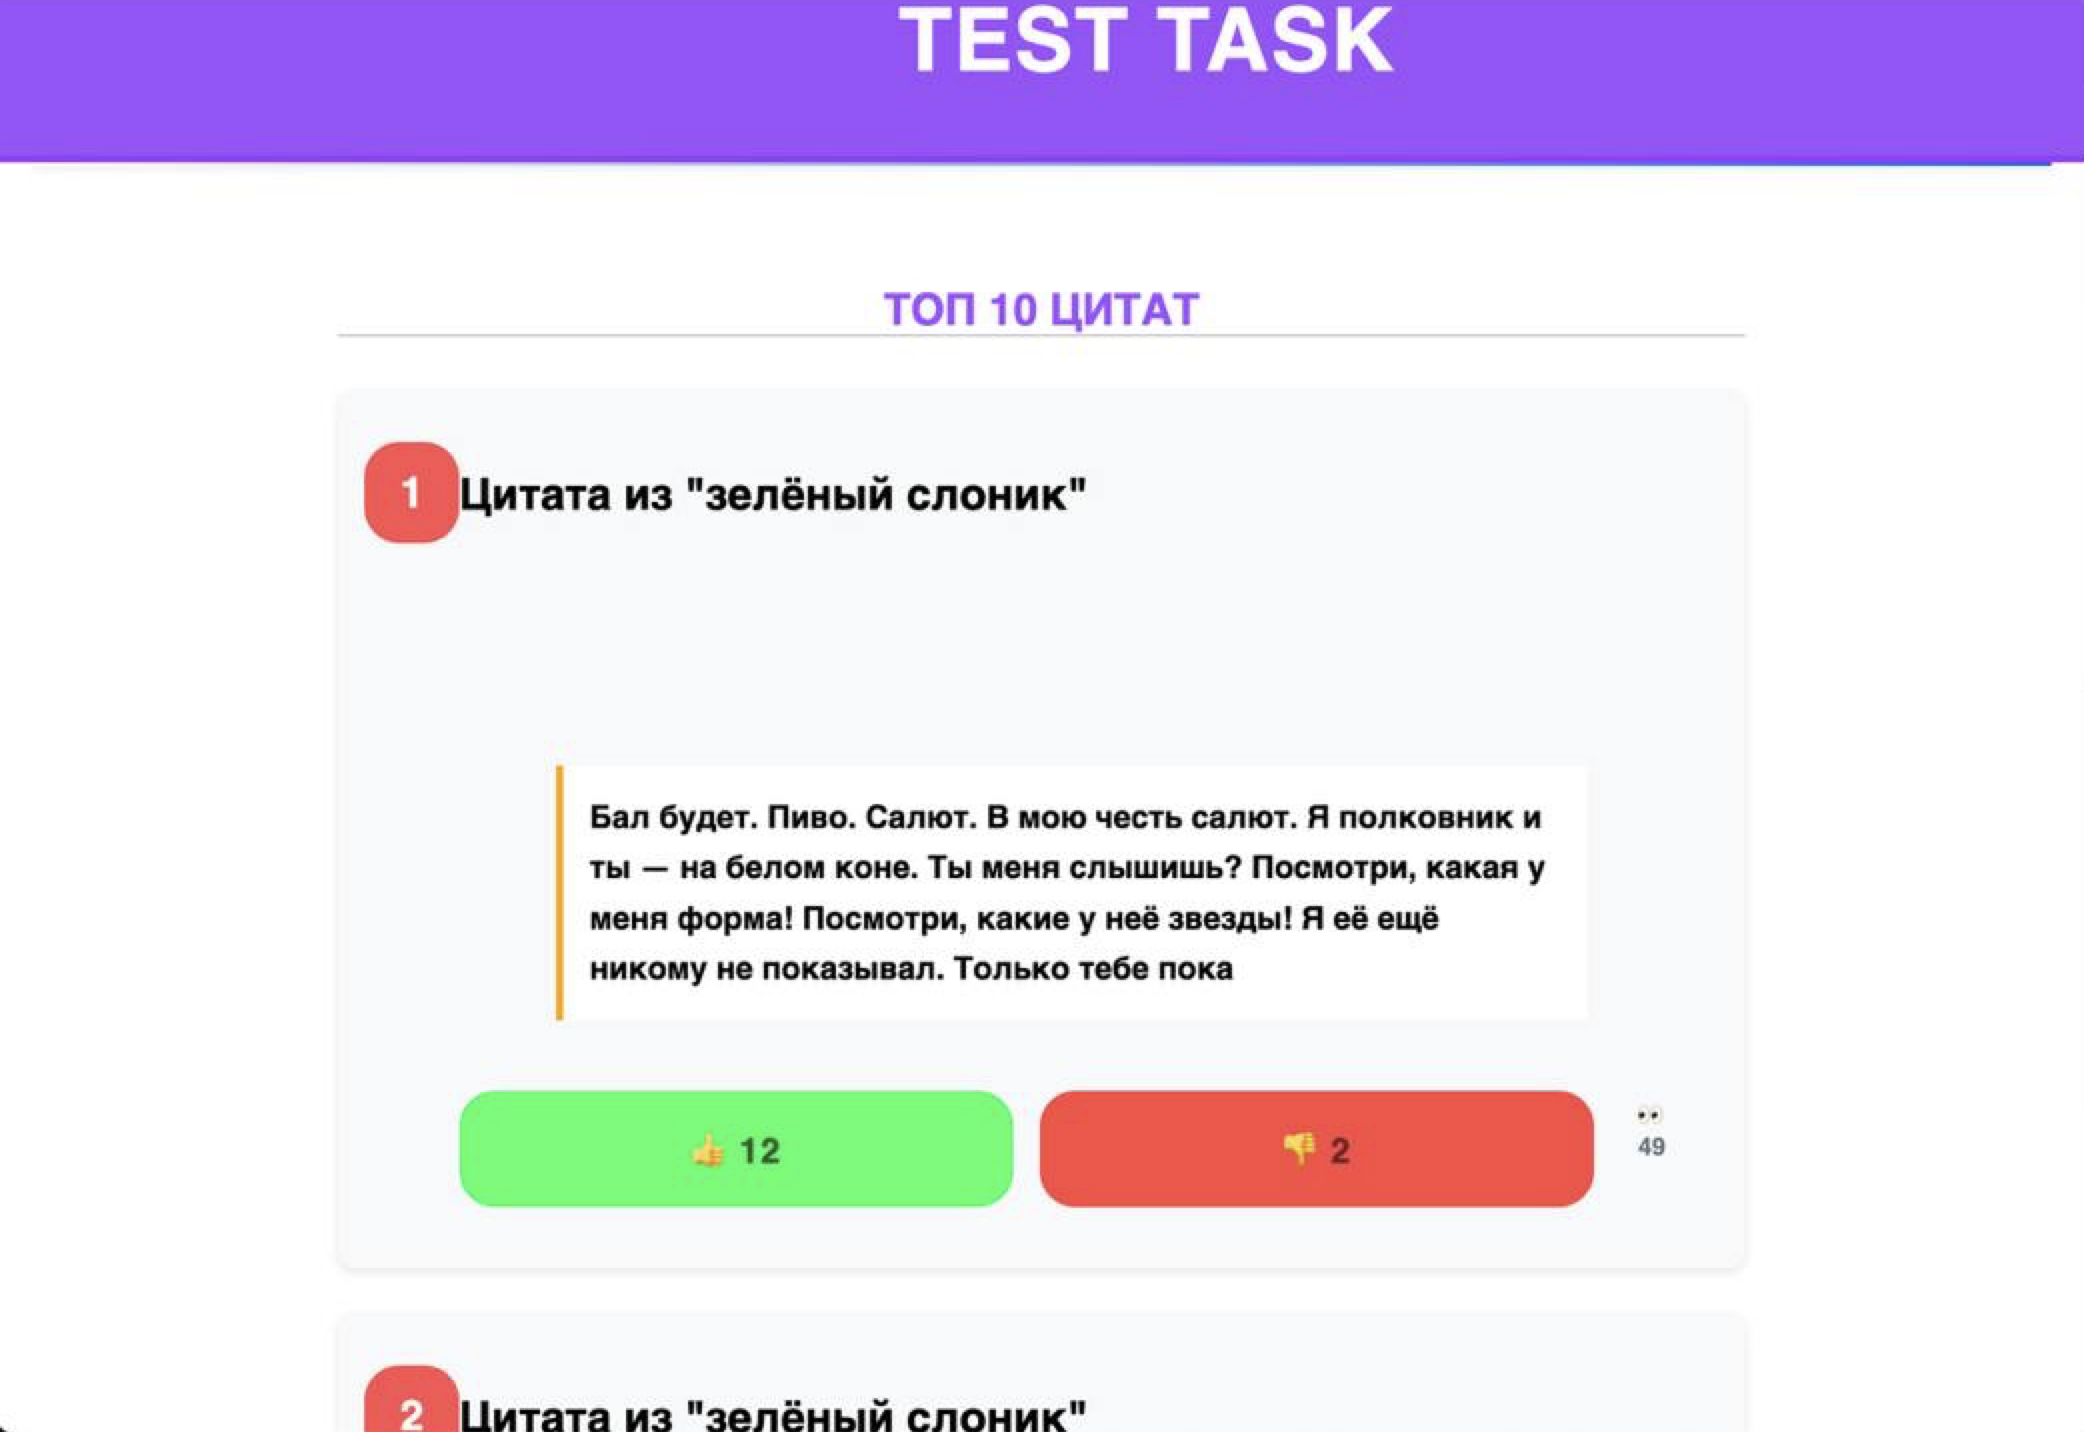 TEST TASK
ТОП 10 ЦИТАТ
1 Цитата из "зелёный слоник"
Бал будет. Пиво. Салют. В мою честь салют. Я полковник и
ты — на белом коне. Ты меня слышишь? Посмотри, какая у
меня форма! Посмотри, какие у неё звезды! Я её ещё
никому не показывал. Только тебе пока
👍 12
👎 2
👀
49
2 Цитата из "зелёный слоник"